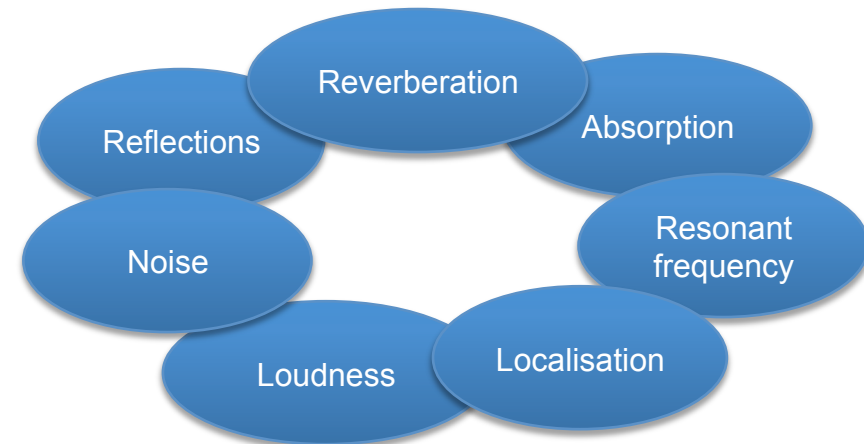 Reverberation
Reflections
Absorption
Noise
Resonant
frequency
Loudness
Localisation